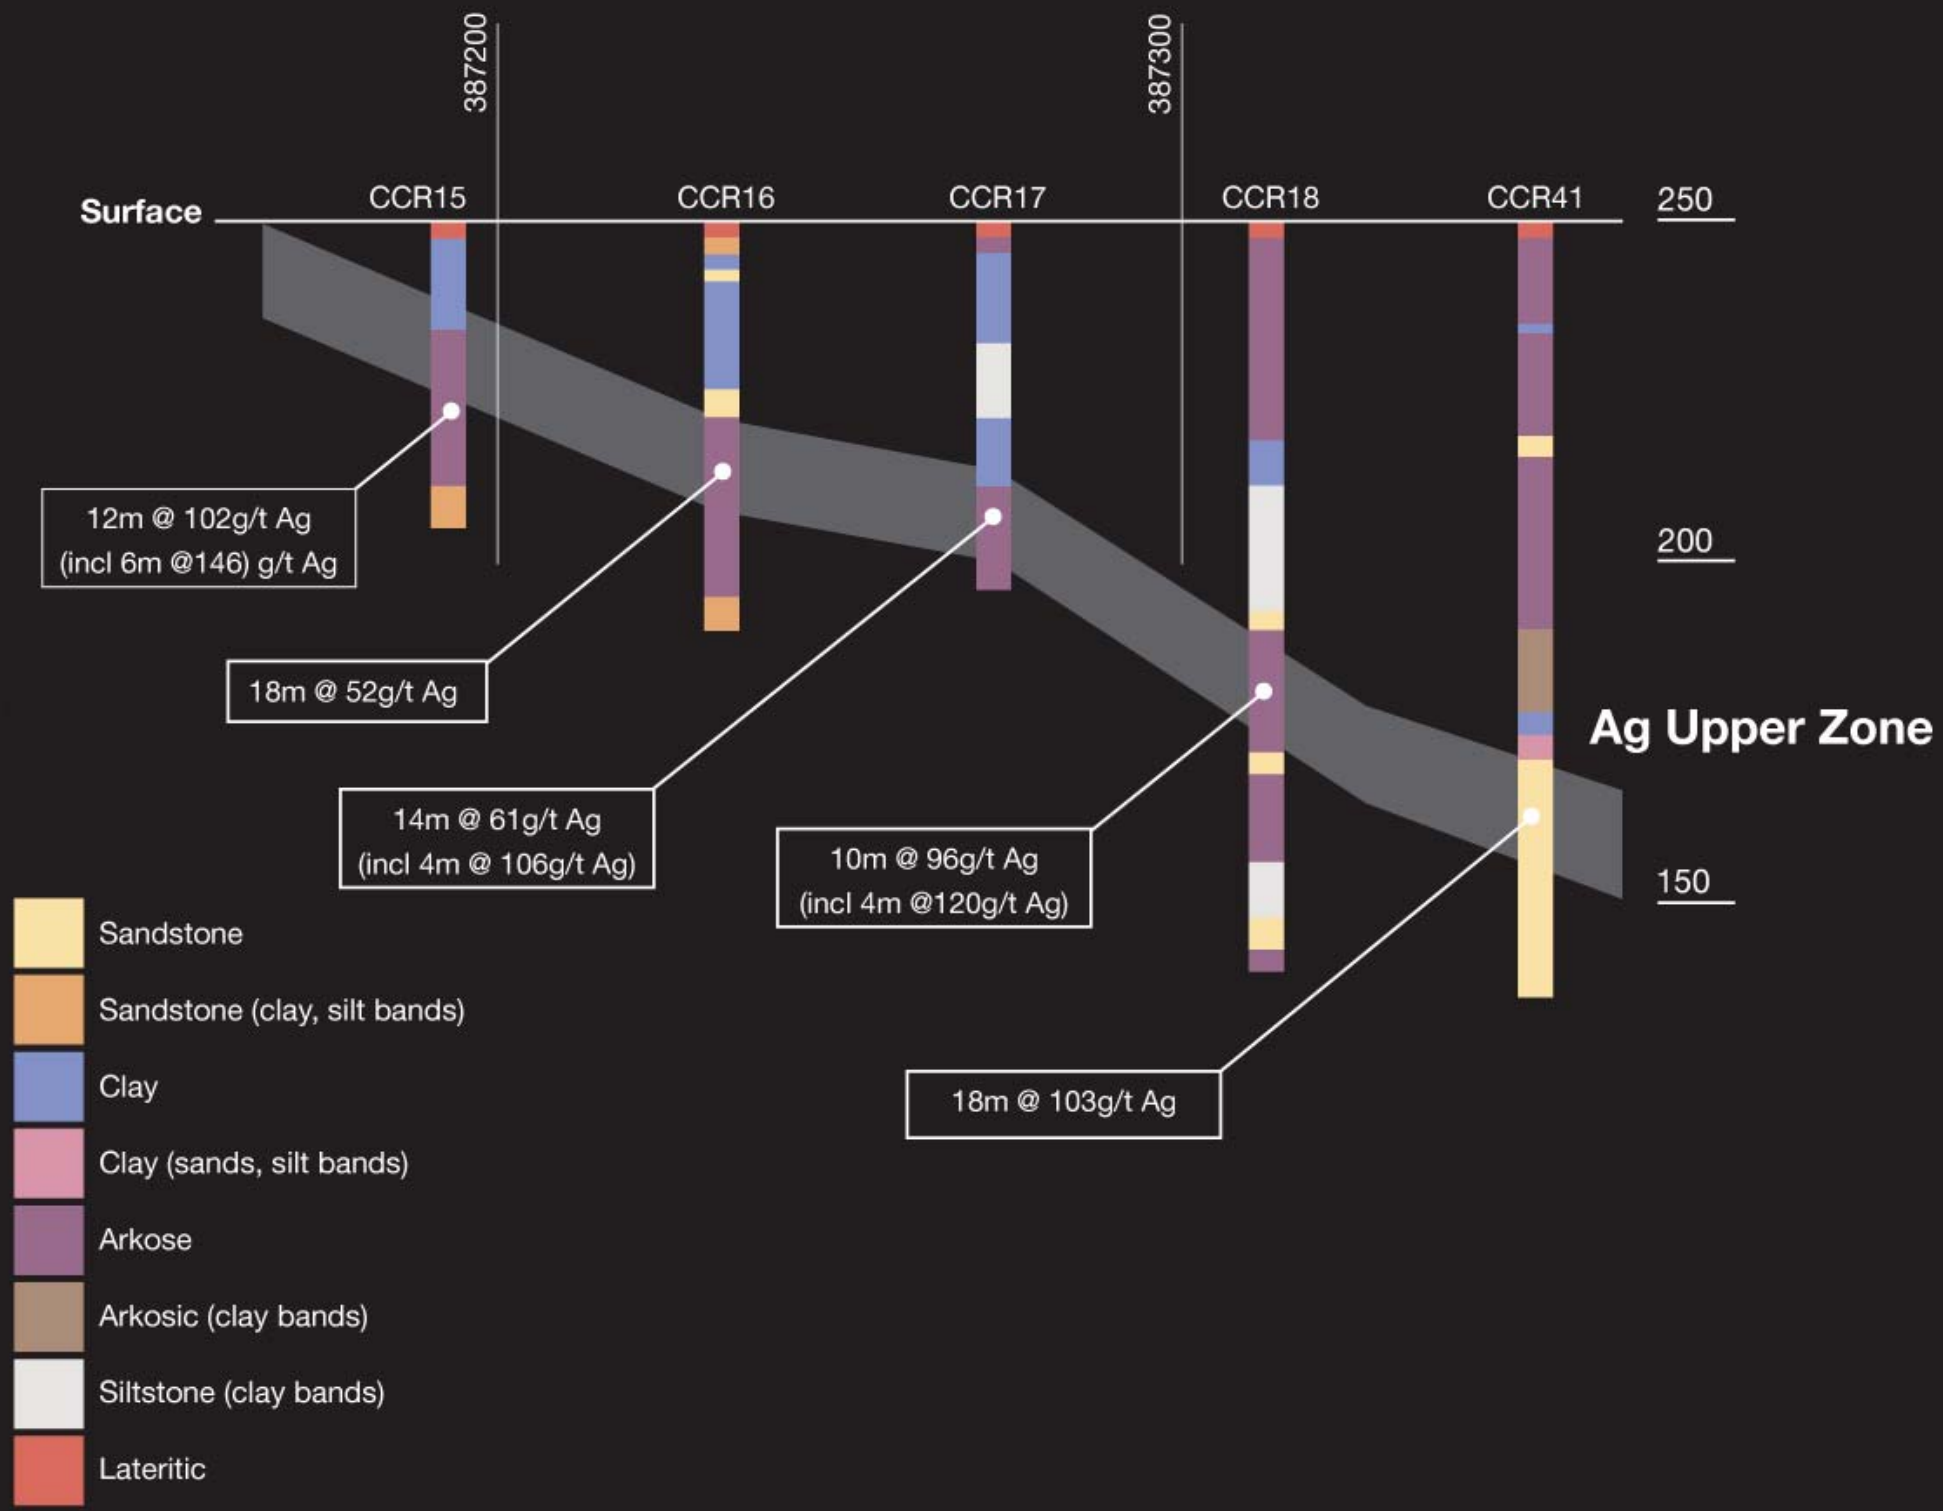 387200
387300
Surface
CCR15
CCR16
CCR17
CCR18
CCR41
250
200
150
Ag Upper Zone
12m @ 102g/t Ag
(incl 6m @146) g/t Ag
18m @ 52g/t Ag
14m @ 61g/t Ag
(incl 4m @ 106g/t Ag)
10m @ 96g/t Ag
(incl 4m @120g/t Ag)
18m @ 103g/t Ag
Sandstone
Sandstone (clay, silt bands)
Clay
Clay (sands, silt bands)
Arkose
Arkosic (clay bands)
Siltstone (clay bands)
Lateritic